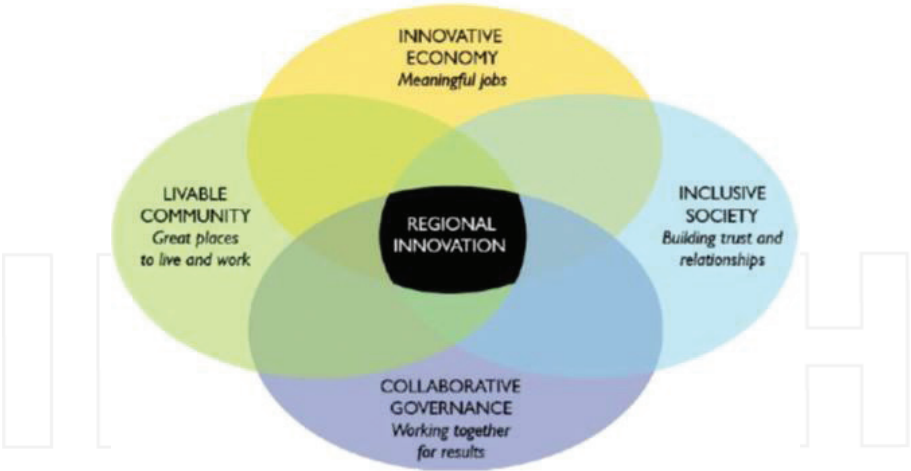 INNOVATIVE
ECONOMY
Meaningful jobs
LIVABLE
COMMUNITY
Great places
to live and work
REGIONAL
INNOVATION
INCLUSIVE
SOCIETY
Building trust and
relationships
COLLABORATIVE
GOVERNANCE
Working together
for results